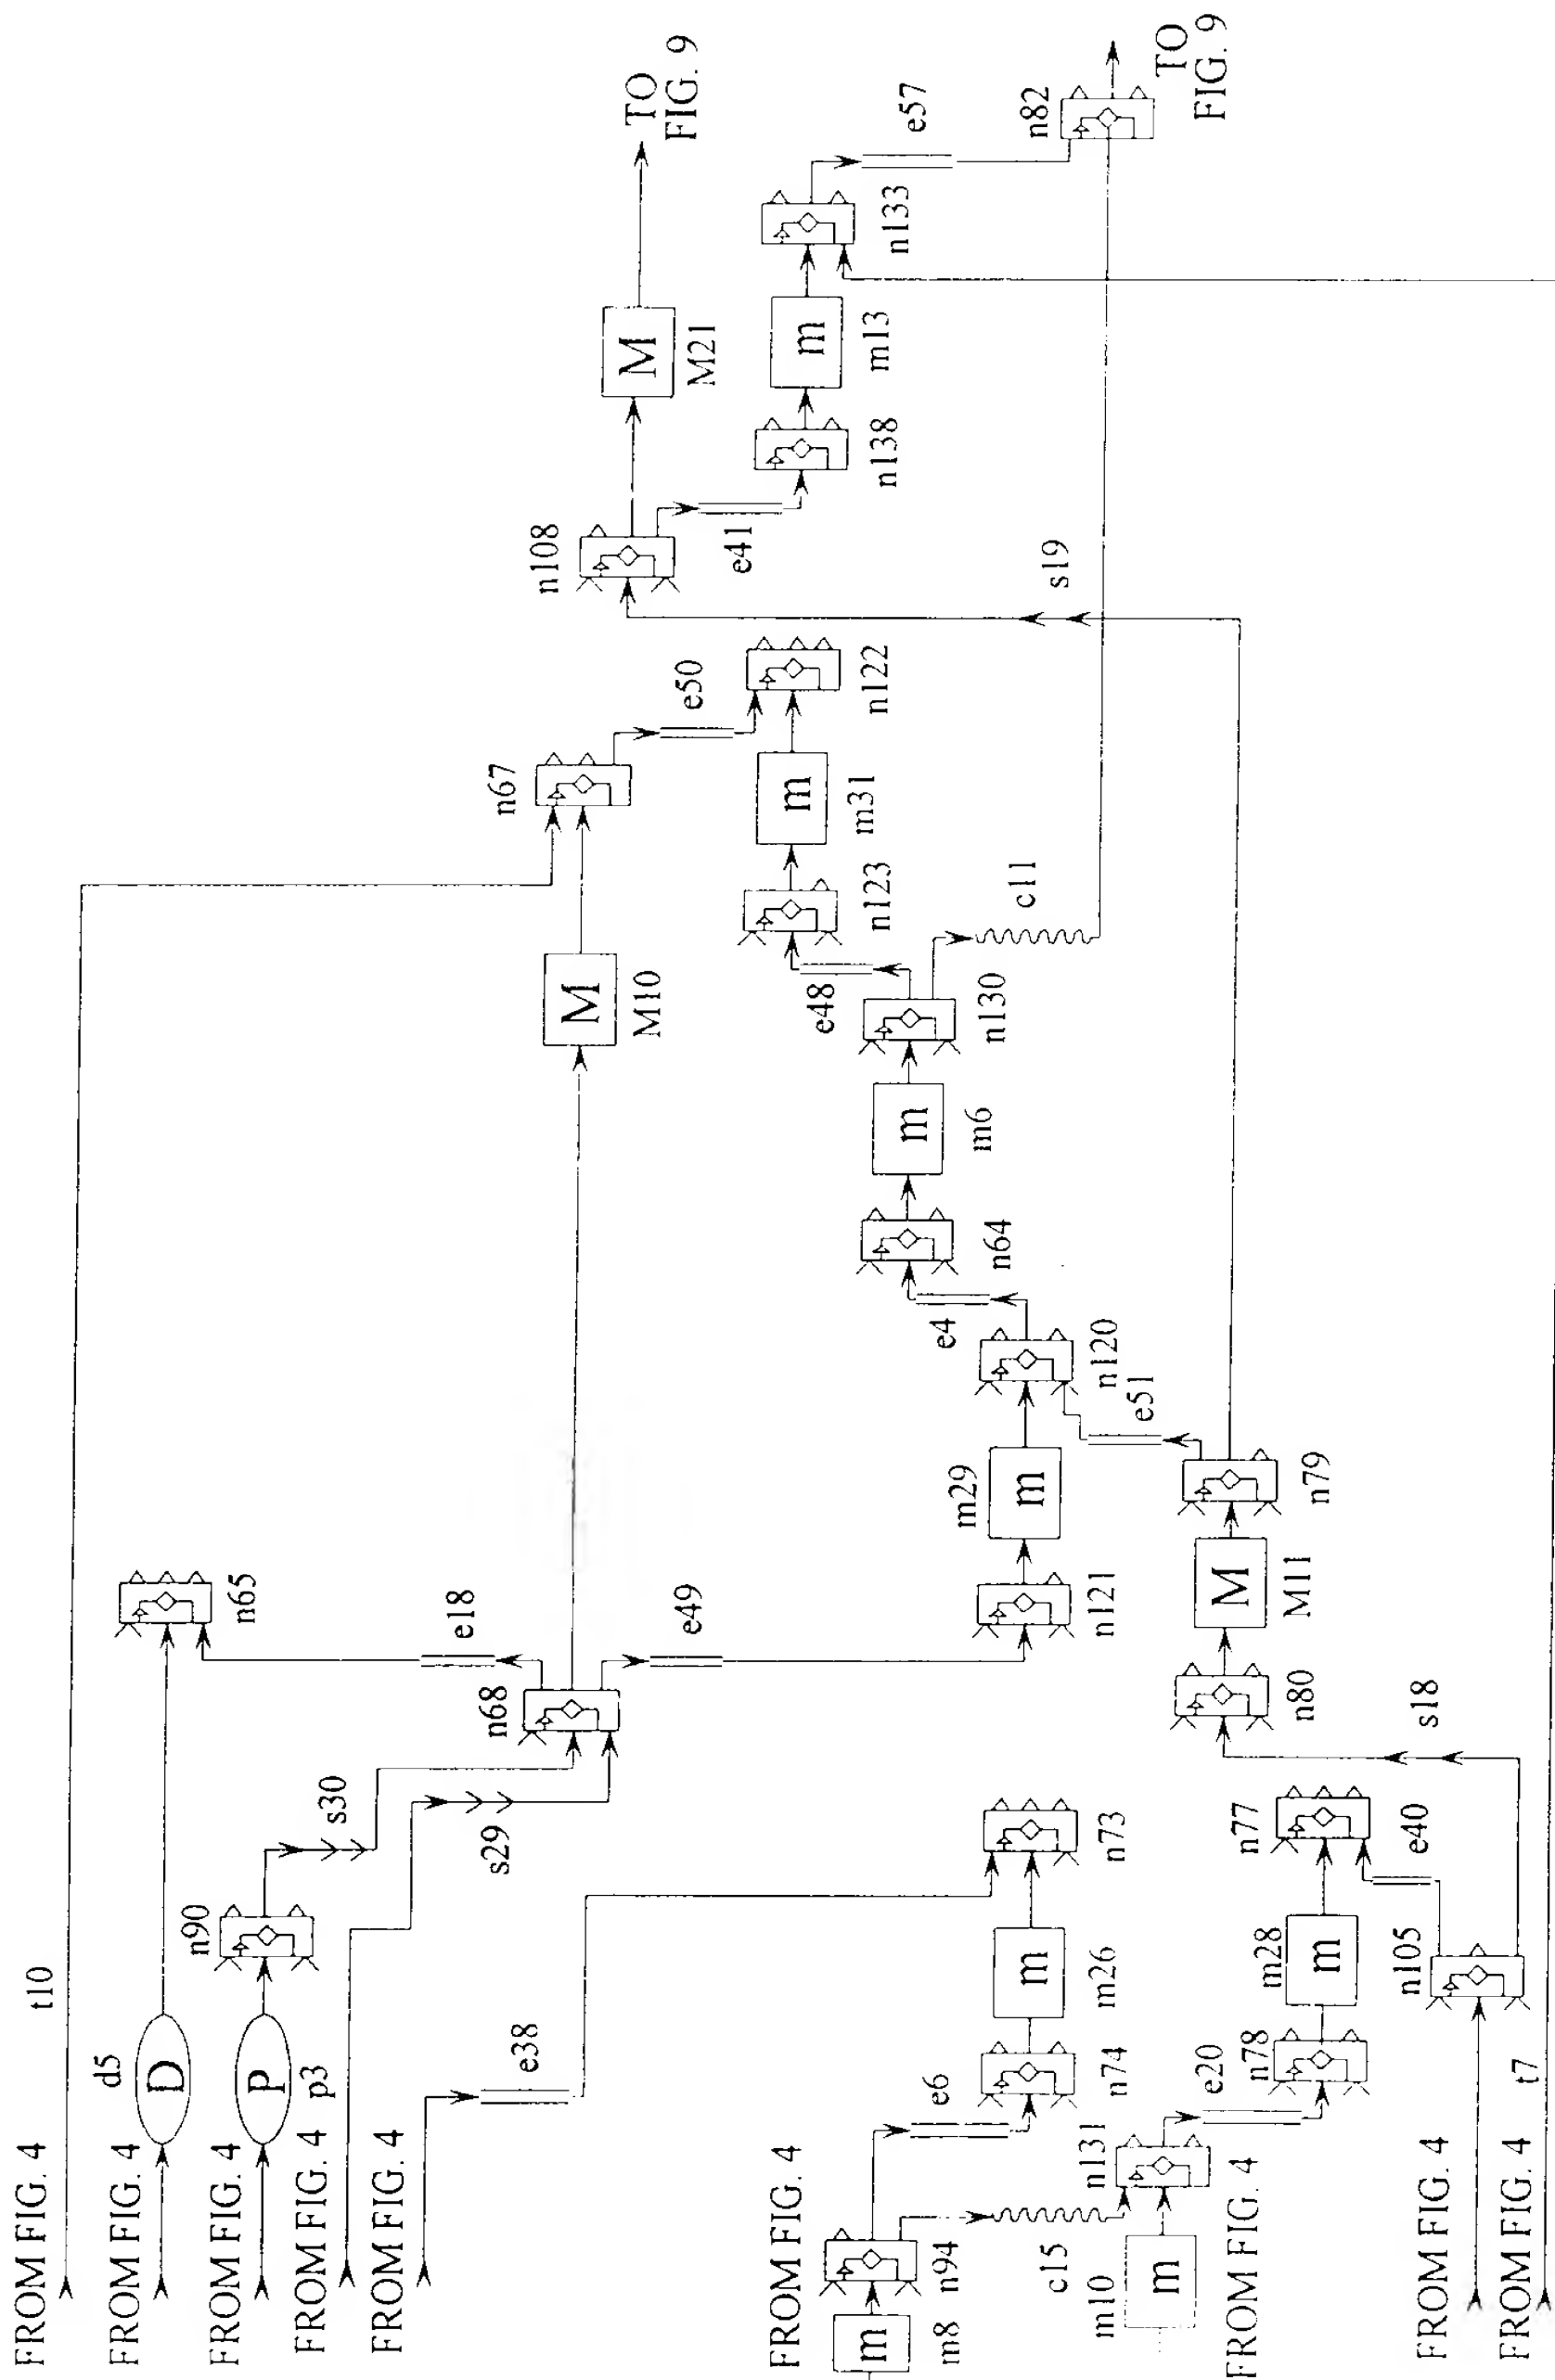 FROM FIG. 4
t10
FROM FIG. 4
d5
D
FROM FIG. 4
P
p3
n90
n65
FROM FIG. 4
s30
FROM FIG. 4
e38
s29
n68
e18
e49
M
M10
n67
e50
n108
M
M21
TO
FIG. 9
e41
FROM FIG. 4
m
m8
n94
e6
n74
m
m26
n73
n121
m29
m
n120
e4
n64
m
m6
n130
e48
n123
m
m31
n122
n138
m
m13
n133
e57
c15
m10
m
n131
e20
FROM FIG. 4
n78
m28
m
n77
e40
n80
M
M11
n79
e51
c11
s19
n82
TO
FIG. 9
FROM FIG. 4
n105
s18
FROM FIG. 4
t7